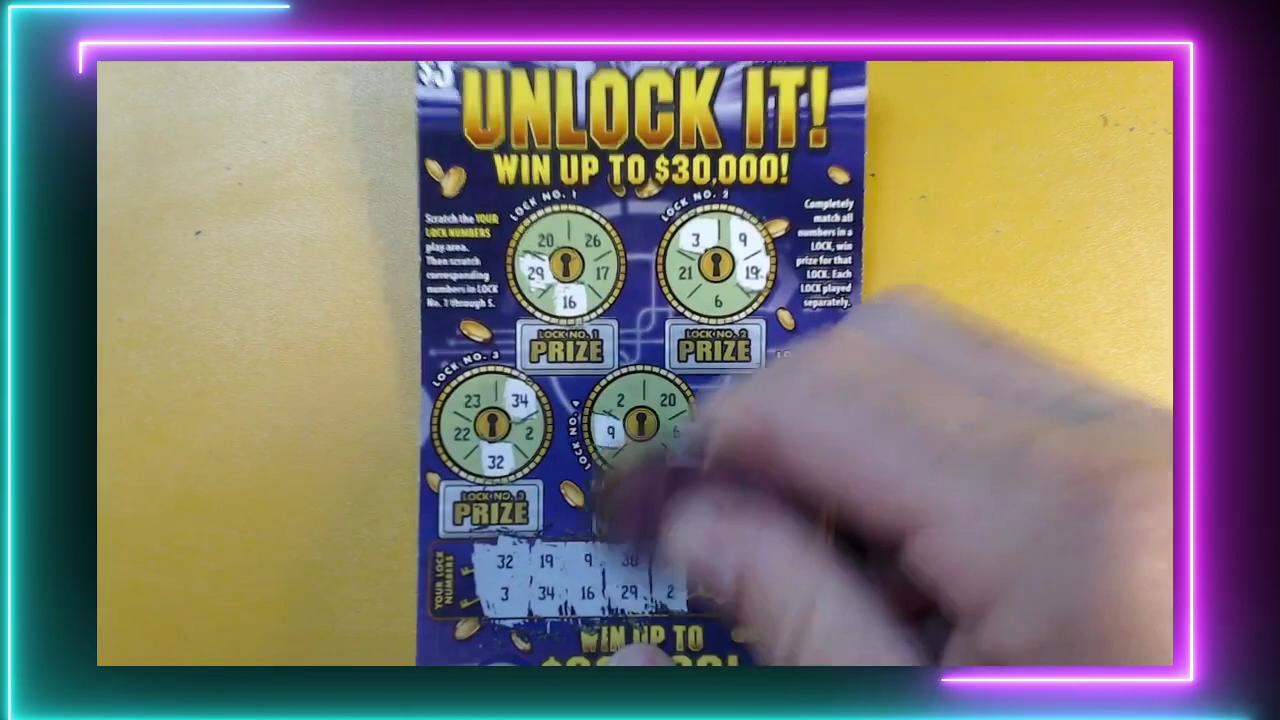 $3
UNLOCK IT!
WIN UP TO $30,000!
Scratch the YOUR
LOCK NUMBERS
play area.
Then scratch
corresponding
numbers in LOCK
No. 1 through 5.
LOCK NO. 1
20 26
29 17
16
LOCK NO. 1
PRIZE
LOCK NO. 2
3 9
21 19
6
LOCK NO. 2
PRIZE
Completely
match all
numbers in a
LOCK, win
prize for that
LOCK. Each
LOCK played
separately.
LOCK NO. 3
23 34
22 2
32
LOCK NO. 3
PRIZE
LOCK NO. 4
2 20
9 6
YOUR LOCK
NUMBERS
32 19 9
3 34 16 29
WIN UP TO